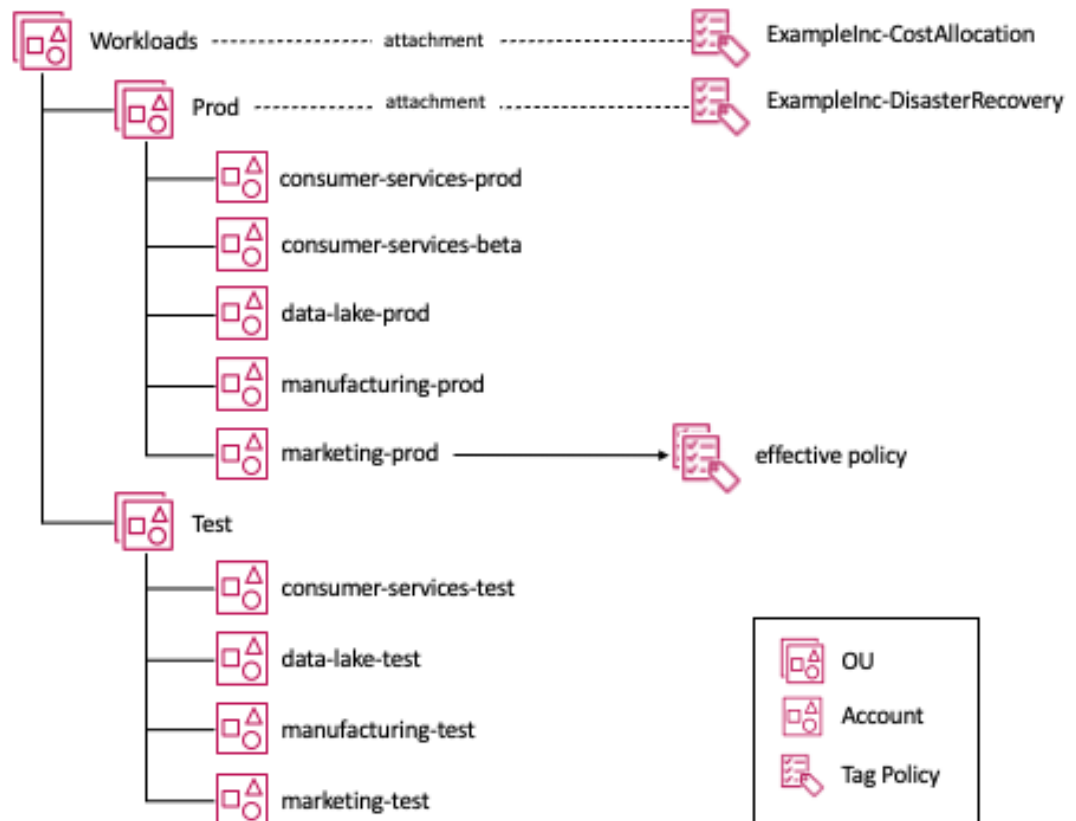 Workloads attachment ExampleInc-CostAllocation
Prod attachment ExampleInc-DisasterRecovery
consumer-services-prod
consumer-services-beta
data-lake-prod
manufacturing-prod
marketing-prod effective policy
Test
consumer-services-test
data-lake-test
manufacturing-test
marketing-test
OU
Account
Tag Policy